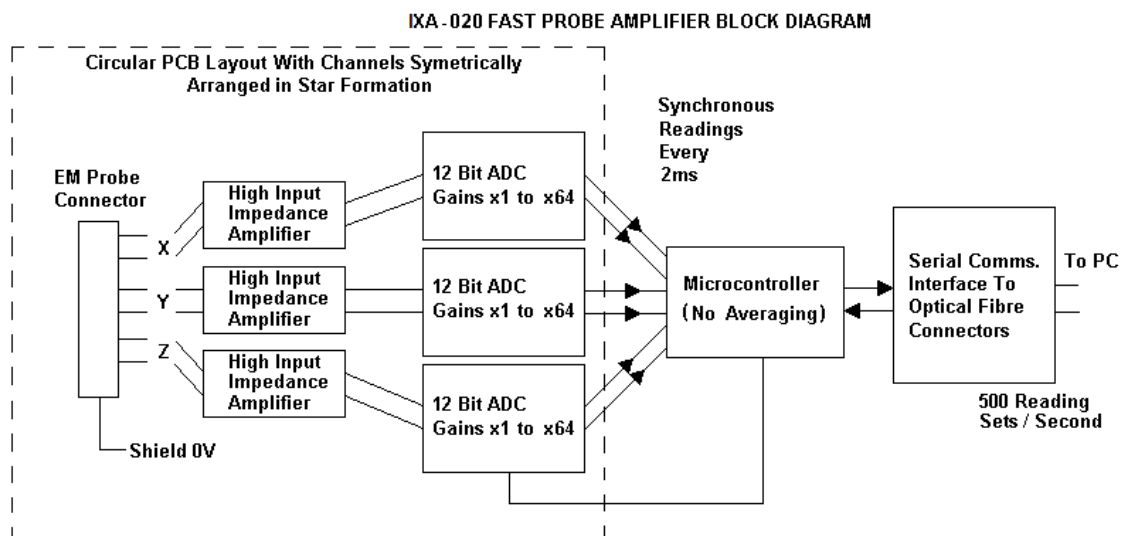 IXA-020 FAST PROBE AMPLIFIER BLOCK DIAGRAM
Circular PCB Layout With Channels Symetrically
Arranged in Star Formation
Synchronous
Readings
Every
2ms
EM Probe
Connector
X
Y
Z
Shield 0V
High Input
Impedance
Amplifier
High Input
Impedance
Amplifier
High Input
Impedance
Amplifier
12 Bit ADC
Gains x1 to x64
12 Bit ADC
Gains x1 to x64
12 Bit ADC
Gains x1 to x64
Microcontroller
(No Averaging)
Serial Comms.
Interface To
Optical Fibre
Connectors
To PC
500 Reading
Sets / Second